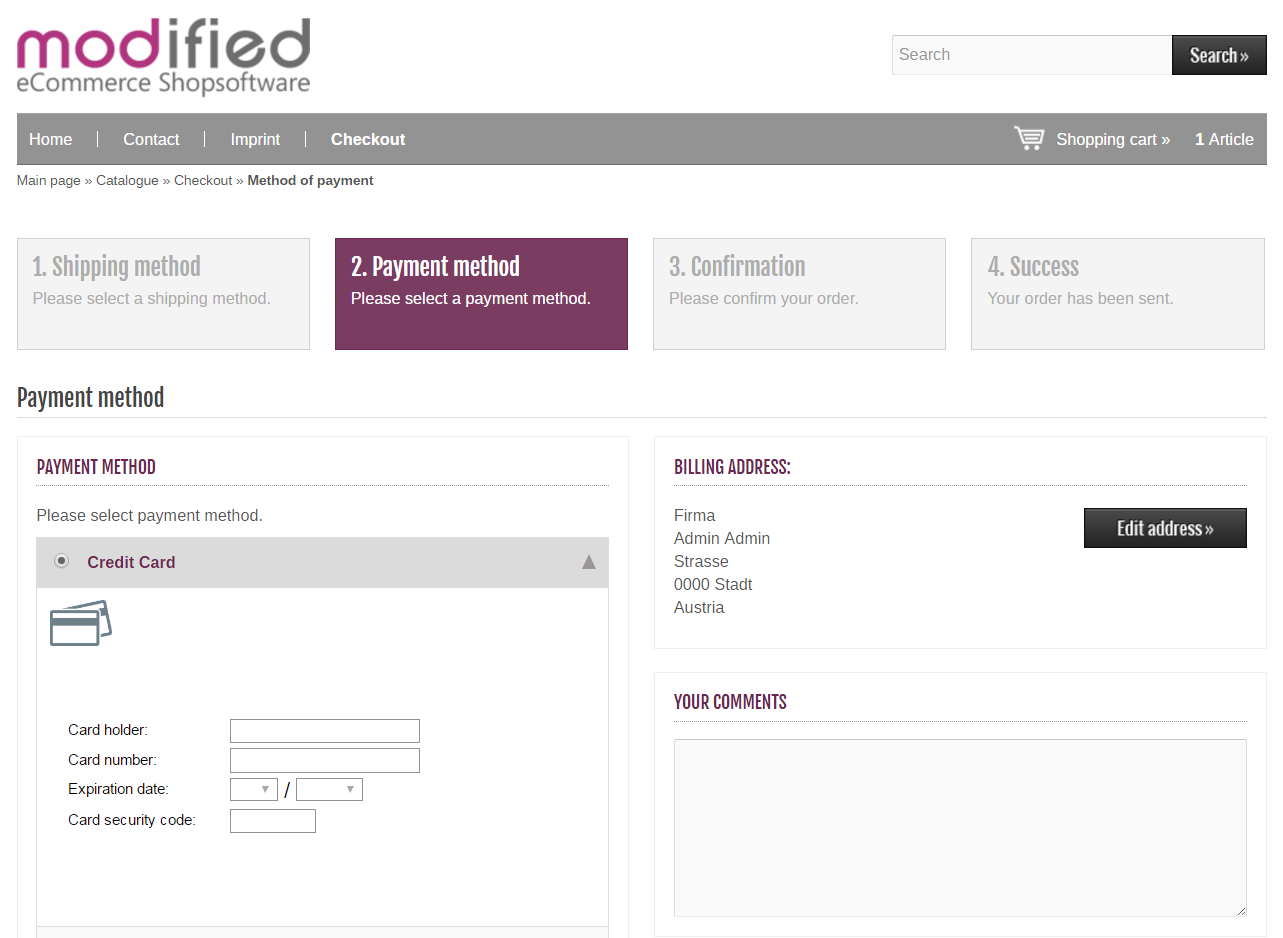 modified
eCommerce Shopsoftware
Search
Search »
Home
Contact
Imprint
Checkout
Shopping cart »
1 Article
Main page » Catalogue » Checkout » Method of payment
1. Shipping method
Please select a shipping method.
2. Payment method
Please select a payment method.
3. Confirmation
Please confirm your order.
4. Success
Your order has been sent.
Payment method
PAYMENT METHOD
Please select payment method.
Credit Card
Card holder:
Card number:
Expiration date:
/
Card security code:
BILLING ADDRESS:
Firma
Admin Admin
Strasse
0000 Stadt
Austria
Edit address »
YOUR COMMENTS